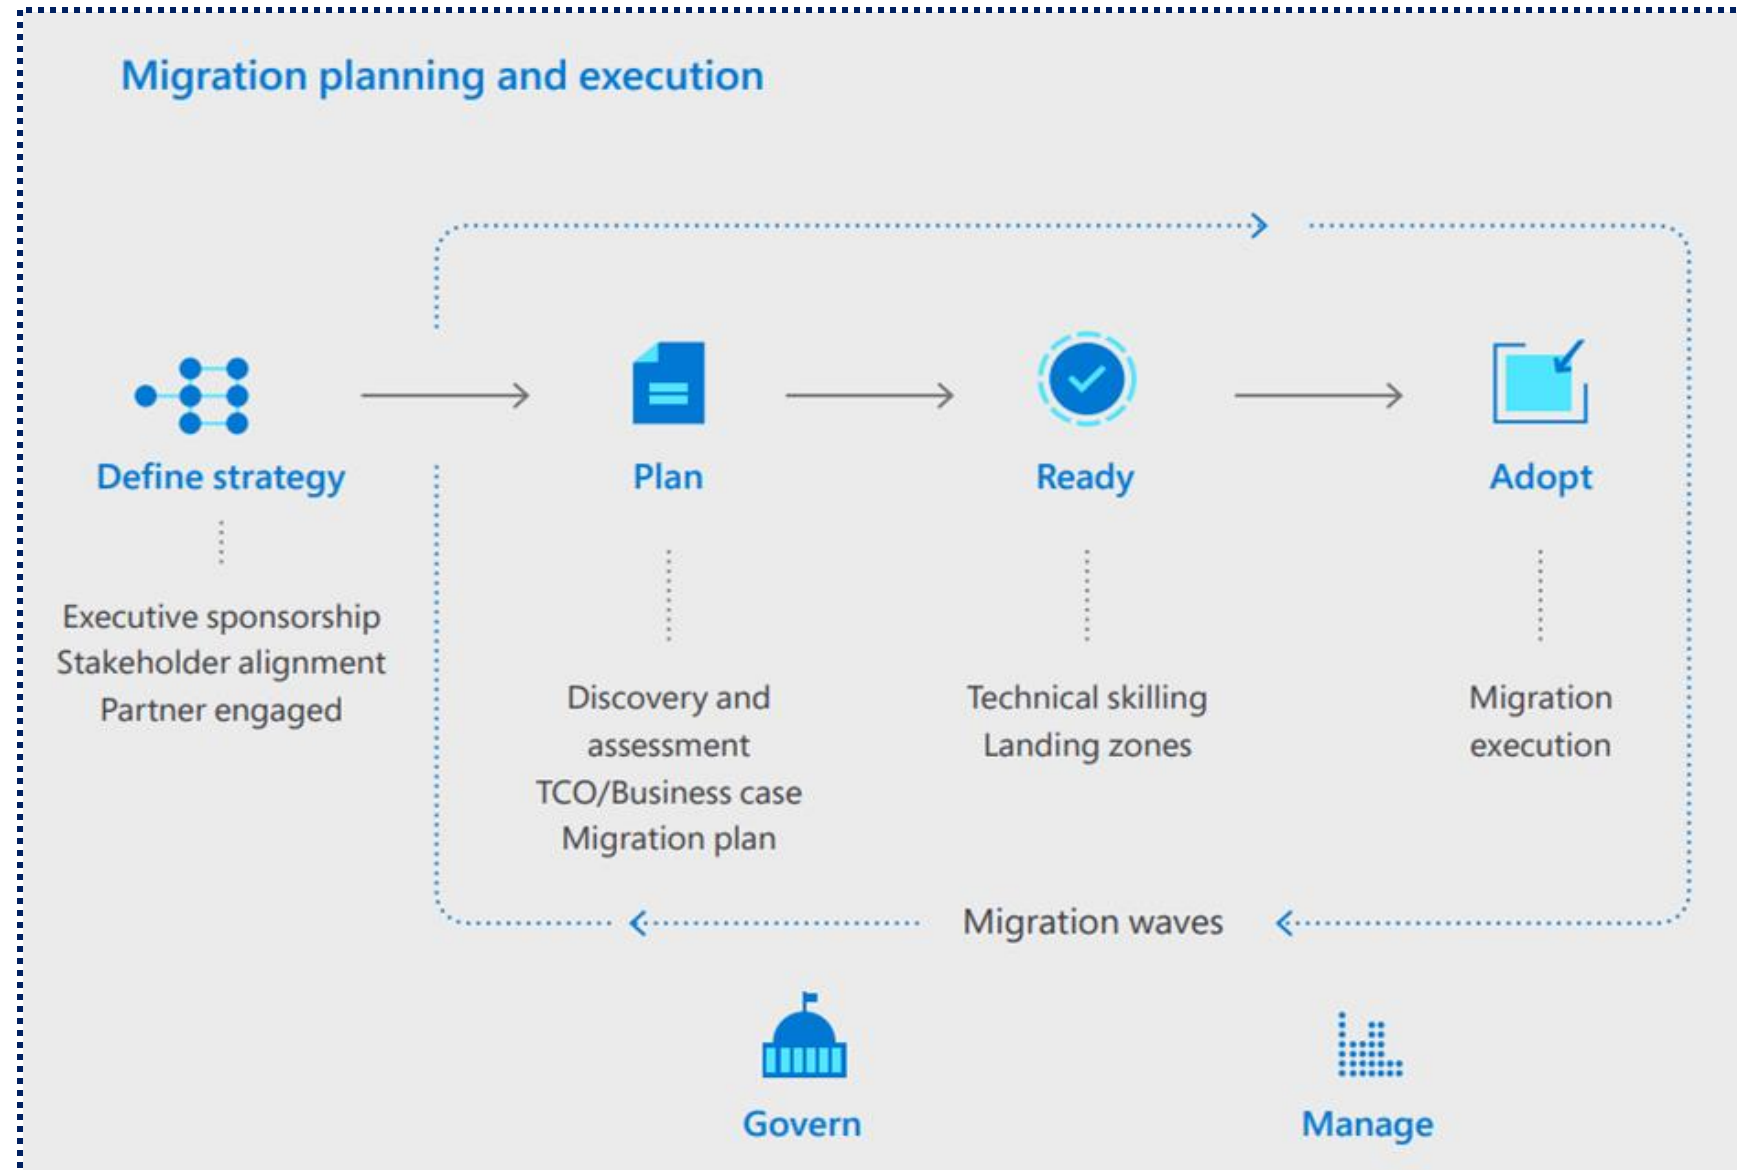 Migration planning and execution
Define strategy
Executive sponsorship
Stakeholder alignment
Partner engaged
Plan
Discovery and
assessment
TCO/Business case
Migration plan
Ready
Technical skilling
Landing zones
Adopt
Migration
execution
Migration waves
Govern
Manage